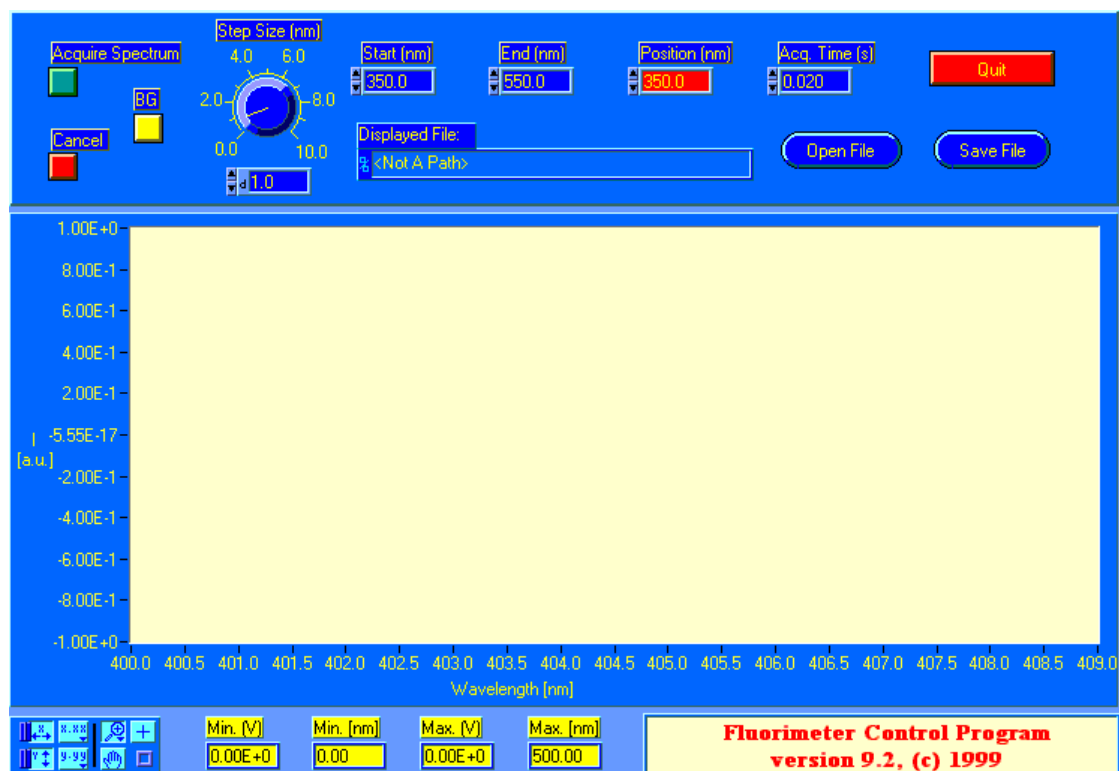 Acquire Spectrum
BG
Cancel
Step Size (nm)
4.0 6.0
2.0 8.0
0.0 10.0
d 1.0
Start (nm)
350.0
End (nm)
550.0
Position (nm)
350.0
Acq. Time (s)
0.020
Quit
Displayed File:
% <Not A Path>
Open File
Save File
1.00E+0
8.00E-1
6.00E-1
4.00E-1
2.00E-1
-5.55E-17
-2.00E-1
-4.00E-1
-6.00E-1
-8.00E-1
-1.00E+0
I
[a.u.]
400.0 400.5 401.0 401.5 402.0 402.5 403.0 403.5 404.0 404.5 405.0 405.5 406.0 406.5 407.0 407.5 408.0 408.5 409.0
Wavelength [nm]
X X.XX
Y y.yy
Min. (V)
0.00E+0
Min. [nm]
0.00
Max. (V)
0.00E+0
Max. [nm]
500.00
Fluorimeter Control Program
version 9.2, (c) 1999